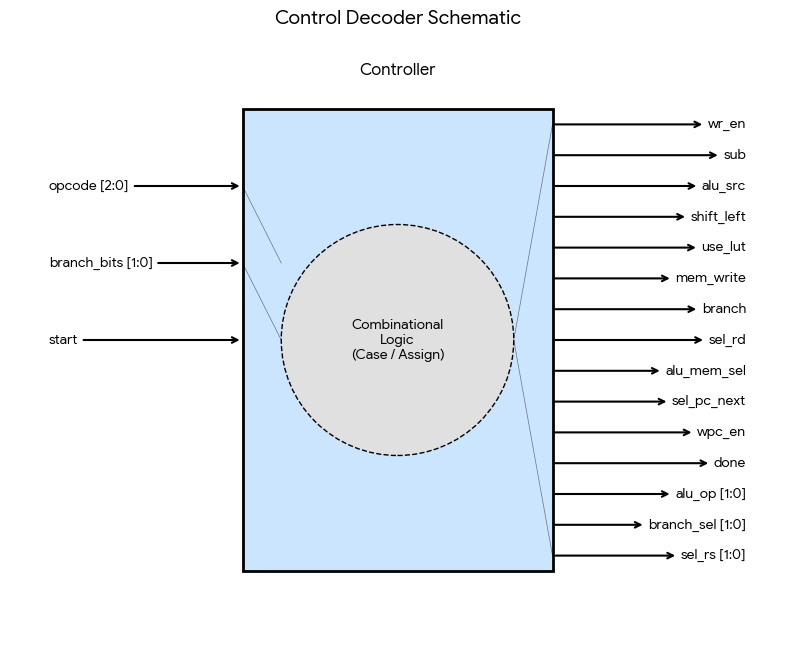 Control Decoder Schematic
Controller
opcode [2:0]
branch_bits [1:0]
start
Combinational
Logic
(Case / Assign)
wr_en
sub
alu_src
shift_left
use_lut
mem_write
branch
sel_rd
alu_mem_sel
sel_pc_next
wpc_en
done
alu_op [1:0]
branch_sel [1:0]
sel_rs [1:0]